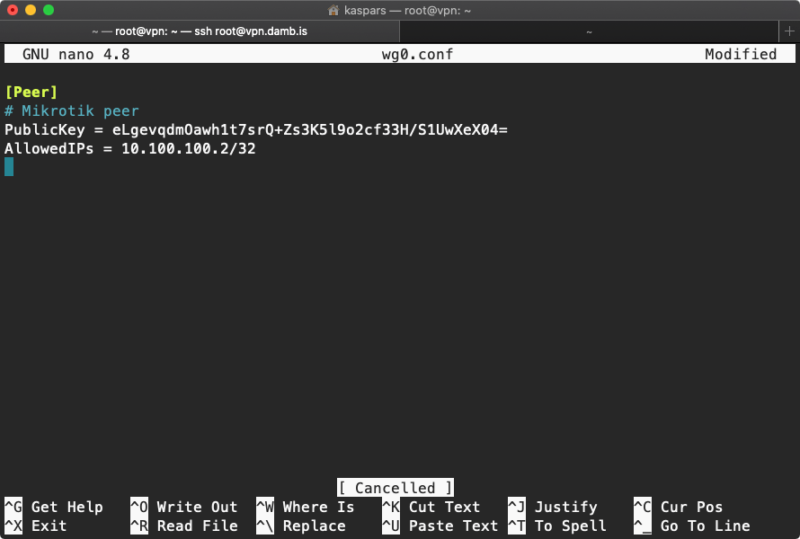 kaspars — root@vpn: ~
~ — root@vpn: ~ — ssh root@vpn.damb.is
~
+
GNU nano 4.8 wg0.conf Modified
[Peer]
# Mikrotik peer
PublicKey = eLgevqdmOawh1t7srQ+Zs3K5l9o2cf33H/S1UwXeX04=
AllowedIPs = 10.100.100.2/32
[ Cancelled ]
^G Get Help ^O Write Out ^W Where Is ^K Cut Text ^J Justify ^C Cur Pos
^X Exit ^R Read File ^\ Replace ^U Paste Text ^T To Spell ^_ Go To Line